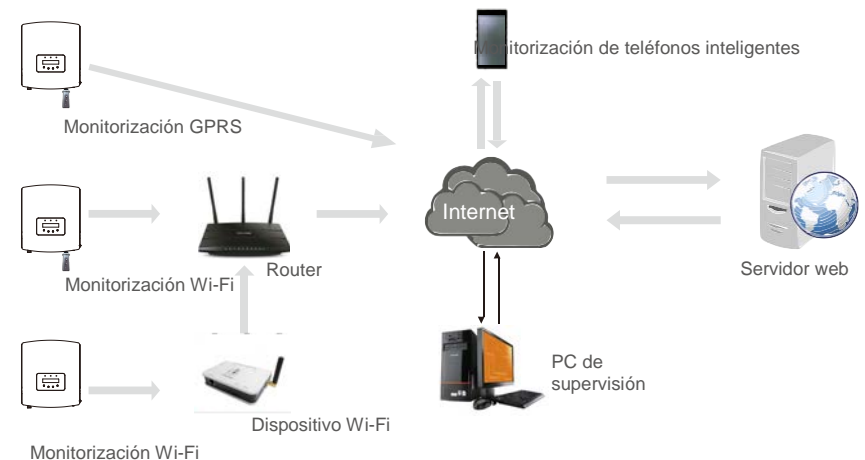 Monitorización de teléfonos inteligentes
Monitorización GPRS
Internet
Router
Monitorización Wi-Fi
Servidor web
PC de
supervisión
Dispositivo Wi-Fi
Monitorización Wi-Fi